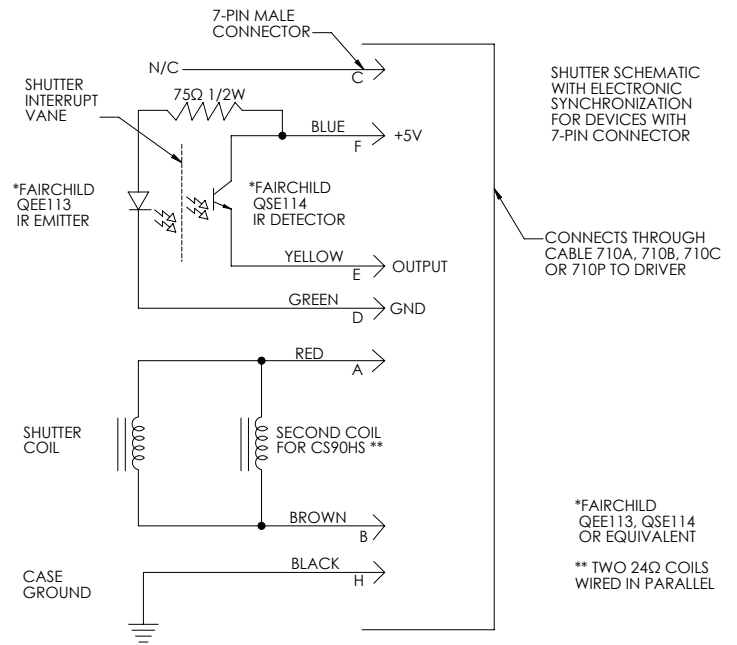 7-PIN MALE
CONNECTOR
N/C
C
SHUTTER
INTERRUPT
VANE
75Ω 1/2W
BLUE
F
+5V
SHUTTER SCHEMATIC
WITH ELECTRONIC
SYNCHRONIZATION
FOR DEVICES WITH
7-PIN CONNECTOR
*FAIRCHILD
QEE113
IR EMITTER
*FAIRCHILD
QSE114
IR DETECTOR
YELLOW
E
OUTPUT
CONNECTS THROUGH
CABLE 710A, 710B, 710C
OR 710P TO DRIVER
GREEN
D
GND
RED
A
SHUTTER
COIL
SECOND COIL
FOR CS90HS **
BROWN
B
*FAIRCHILD
QEE113, QSE114
OR EQUIVALENT
BLACK
H
CASE
GROUND
** TWO 24Ω COILS
WIRED IN PARALLEL